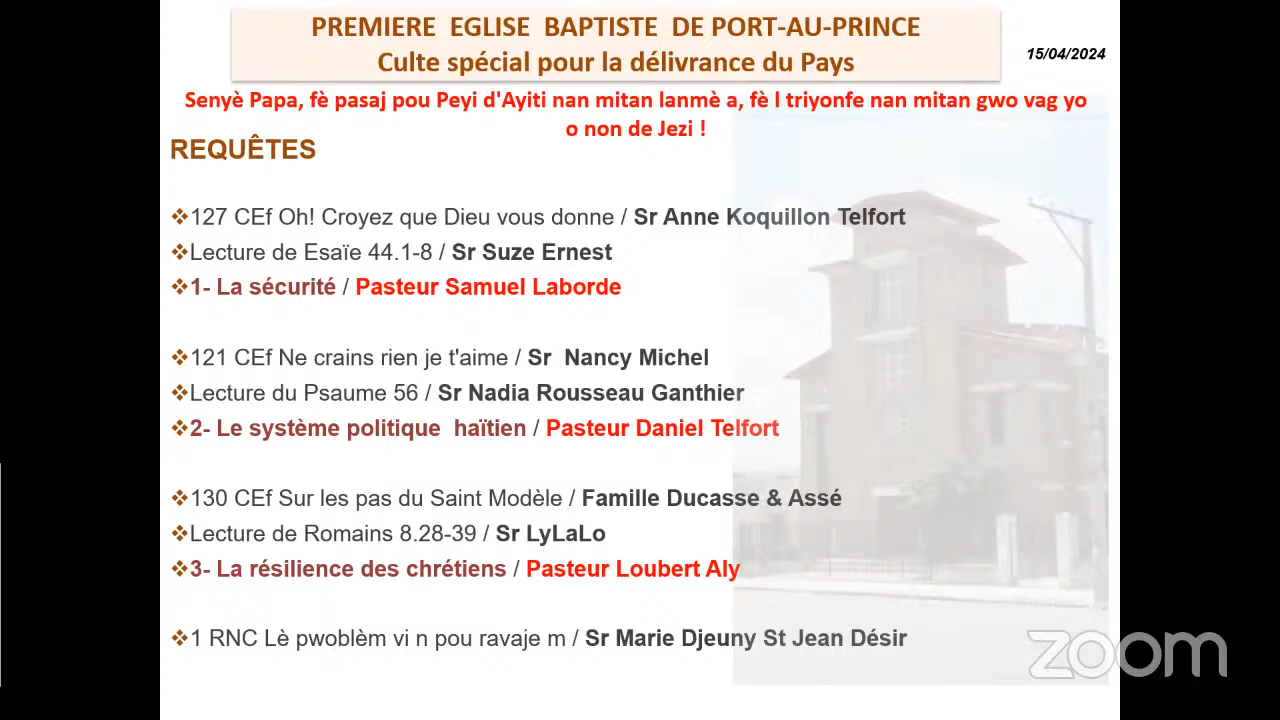 PREMIERE EGLISE BAPTISTE DE PORT-AU-PRINCE
Culte spécial pour la délivrance du Pays
15/04/2024
Senyè Papa, fè pasaj pou Peyi d'Ayiti nan mitan lanmè a, fè l triyonfe nan mitan gwo vag yo
o non de Jezi !
REQUÊTES
❖127 CEf Oh! Croyez que Dieu vous donne / Sr Anne Koquillon Telfort
❖Lecture de Esaïe 44.1-8 / Sr Suze Ernest
❖1- La sécurité / Pasteur Samuel Laborde
❖121 CEf Ne crains rien je t'aime / Sr Nancy Michel
❖Lecture du Psaume 56 / Sr Nadia Rousseau Ganthier
❖2- Le système politique haïtien / Pasteur Daniel Telfort
❖130 CEf Sur les pas du Saint Modèle / Famille Ducasse & Assé
❖Lecture de Romains 8.28-39 / Sr LyLaLo
❖3- La résilience des chrétiens / Pasteur Loubert Aly
❖1 RNC Lè pwoblèm vi n pou ravaje m / Sr Marie Djeuny St Jean Désir
zoom